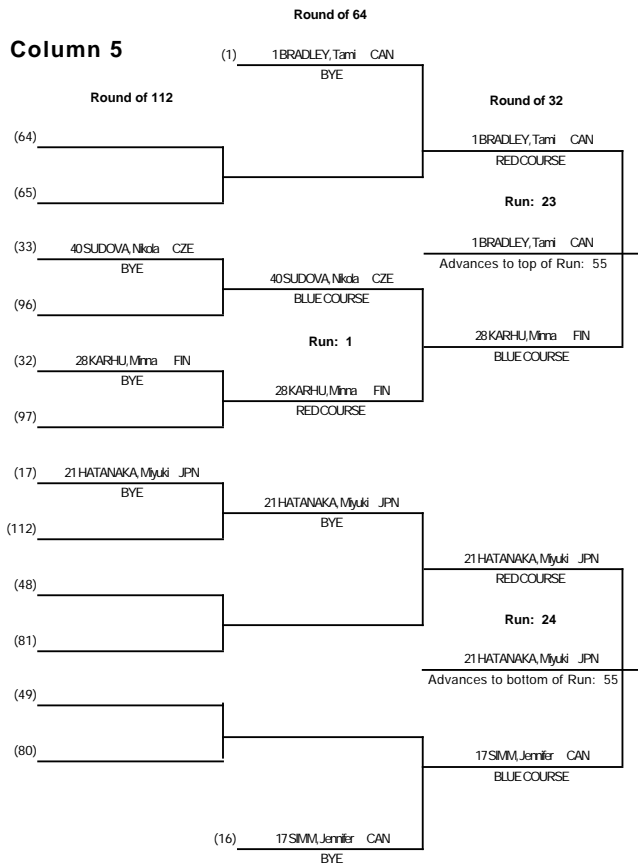 Round of 64
Column 5
(1) 1 BRADLEY, Tami CAN
BYE
Round of 112
Round of 32
(64)
1 BRADLEY, Tami CAN
RED COURSE
(65)
Run: 23
(33) 40 SUDOVA, Nikola CZE
BYE
1 BRADLEY, Tami CAN
Advances to top of Run: 55
40 SUDOVA, Nikola CZE
BLUE COURSE
(96)
Run: 1
28 KARHU, Minna FIN
BLUE COURSE
(32) 28 KARHU, Minna FIN
BYE
28 KARHU, Minna FIN
RED COURSE
(97)
(17) 21 HATANAKA, Miyuki JPN
BYE
21 HATANAKA, Miyuki JPN
BYE
(112)
21 HATANAKA, Miyuki JPN
RED COURSE
(48)
Run: 24
(81)
21 HATANAKA, Miyuki JPN
Advances to bottom of Run: 55
(49)
(80)
17 SIMM, Jennifer CAN
BLUE COURSE
(16) 17 SIMM, Jennifer CAN
BYE